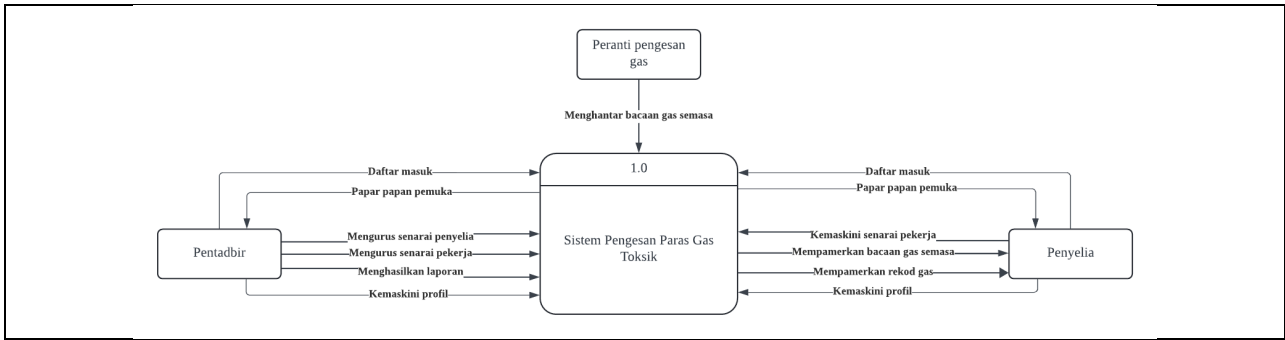 Peranti pengesan
gas
Menghantar bacaan gas semasa
1.0
Daftar masuk
Daftar masuk
Papar papan pemuka
Papar papan pemuka
Pentadbir
Mengurus senarai penyelia
Mengurus senarai pekerja
Menghasilkan laporan
Kemaskini profil
Sistem Pengesan Paras Gas
Toksik
Kemaskini senarai pekerja
Mempamerkan bacaan gas semasa
Mempamerkan rekod gas
Kemaskini profil
Penyelia